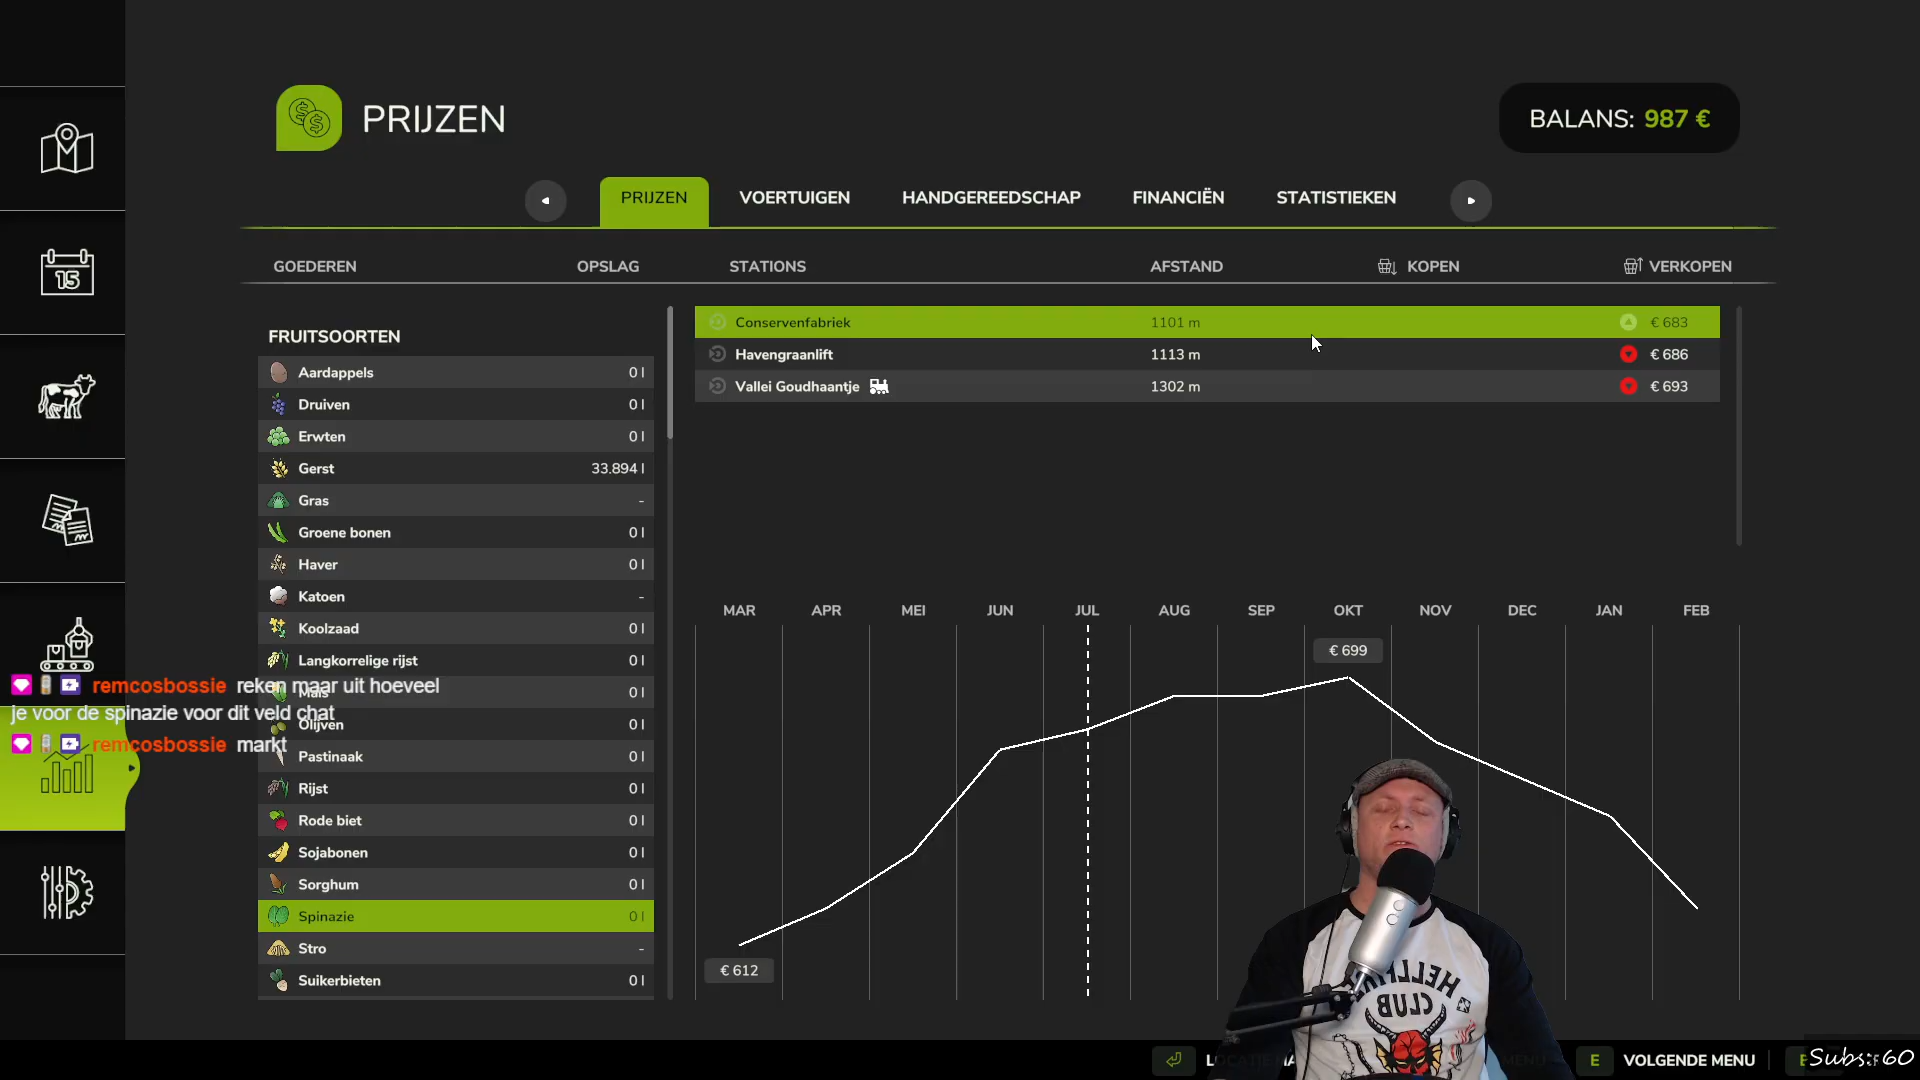 PRIJZEN
BALANS: 987 €
PRIJZEN VOERTUIGEN HANDGEREEDSCHAP FINANCIËN STATISTIEKEN
GOEDEREN OPSLAG STATIONS AFSTAND KOPEN VERKOPEN
15
FRUITSOORTEN
Aardappels 0 l
Druiven 0 l
Erwten 0 l
Gerst 33.894 l
Gras -
Groene bonen 0 l
Haver 0 l
Katoen -
Koolzaad 0 l
Langkorrelige rijst 0 l
Maïs 0 l
Olijven 0 l
Pastinaak 0 l
Rijst 0 l
Rode biet 0 l
Sojabonen 0 l
Sorghum 0 l
Spinazie 0 l
Stro -
Suikerbieten 0 l
Conservenfabriek 1101 m € 683
Havengraanlift 1113 m € 686
Vallei Goudhaantje 1302 m € 693
MAR APR MEI JUN JUL AUG SEP OKT NOV DEC JAN FEB
€ 699
€ 612
remcosbossie reken maar uit hoeveel
je voor de spinazie voor dit veld chat
remcosbossie markt
HELLFIRE
CLUB
E VOLGENDE MENU
Subs: 60